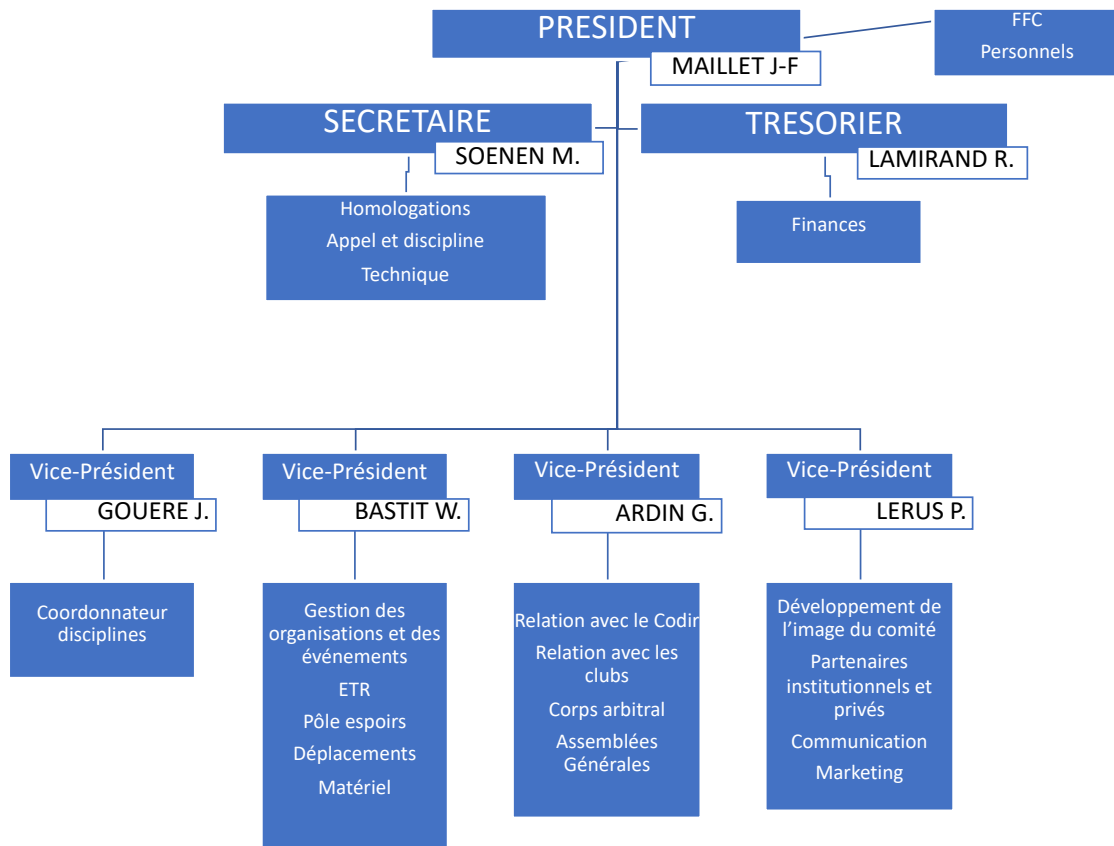 PRESIDENT
MAILLET J-F
FFC
Personnels
SECRETAIRE
SOENEN M.
TRESORIER
LAMIRAND R.
Homologations
Appel et discipline
Technique
Finances
Vice-Président
GOUERE J.
Vice-Président
BASTIT W.
Vice-Président
ARDIN G.
Vice-Président
LERUS P.
Coordonnateur
disciplines
Gestion des
organisations et des
événements
ETR
Pôle espoirs
Déplacements
Matériel
Relation avec le Codir
Relation avec les
clubs
Corps arbitral
Assemblées
Générales
Développement de
l’image du comité
Partenaires
institutionnels et
privés
Communication
Marketing